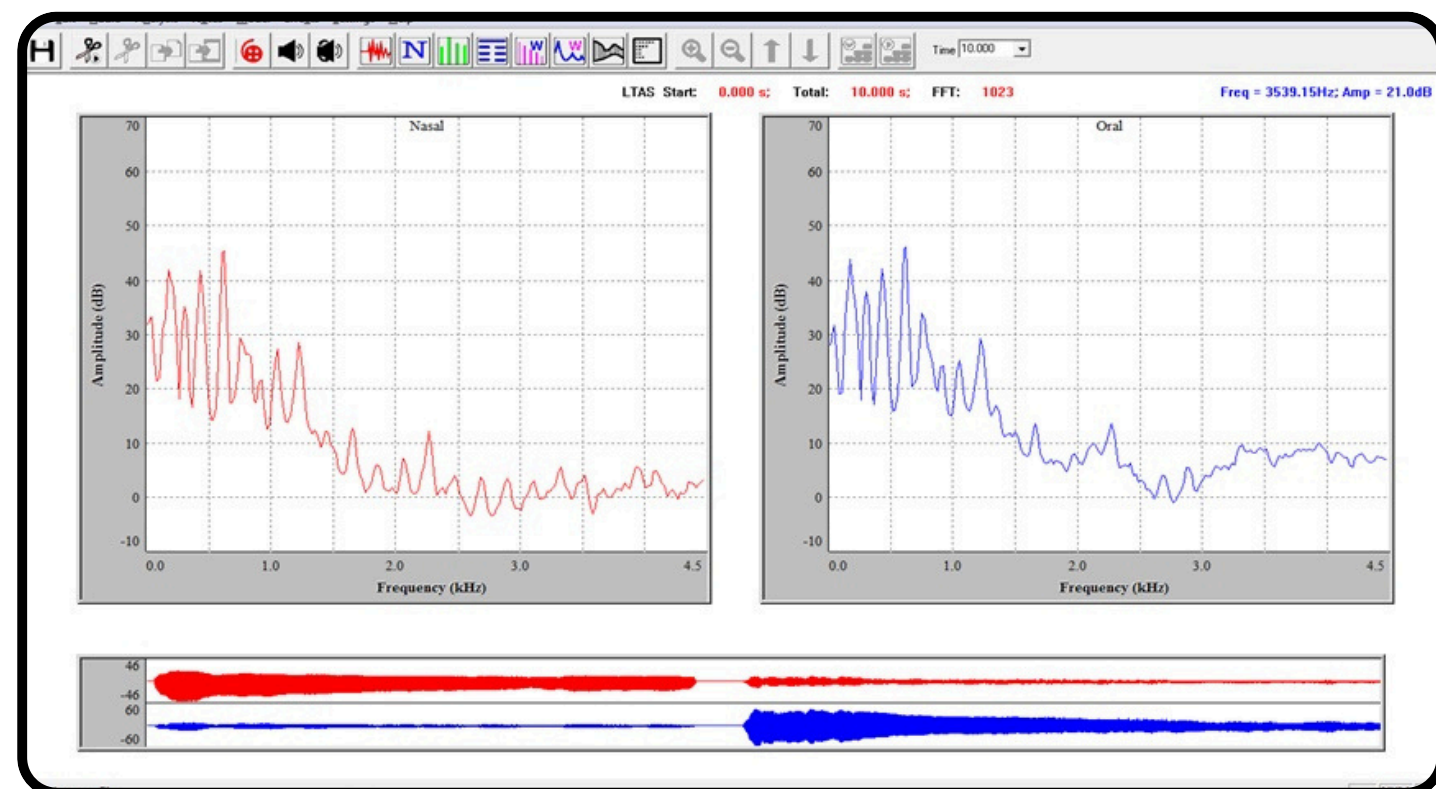 H N W W Time 10.000
LTAS Start: 0.000 s; Total: 10.000 s; FFT: 1023 Freq = 3539.15Hz; Amp = 21.0dB
Nasal
70
60
50
40
30
20
10
0
-10
Amplitude (dB)
0.0 1.0 2.0 3.0 4.5
Frequency (kHz)
Oral
70
60
50
40
30
20
10
0
-10
Amplitude (dB)
0.0 1.0 2.0 3.0 4.5
Frequency (kHz)
46
-46
60
-60